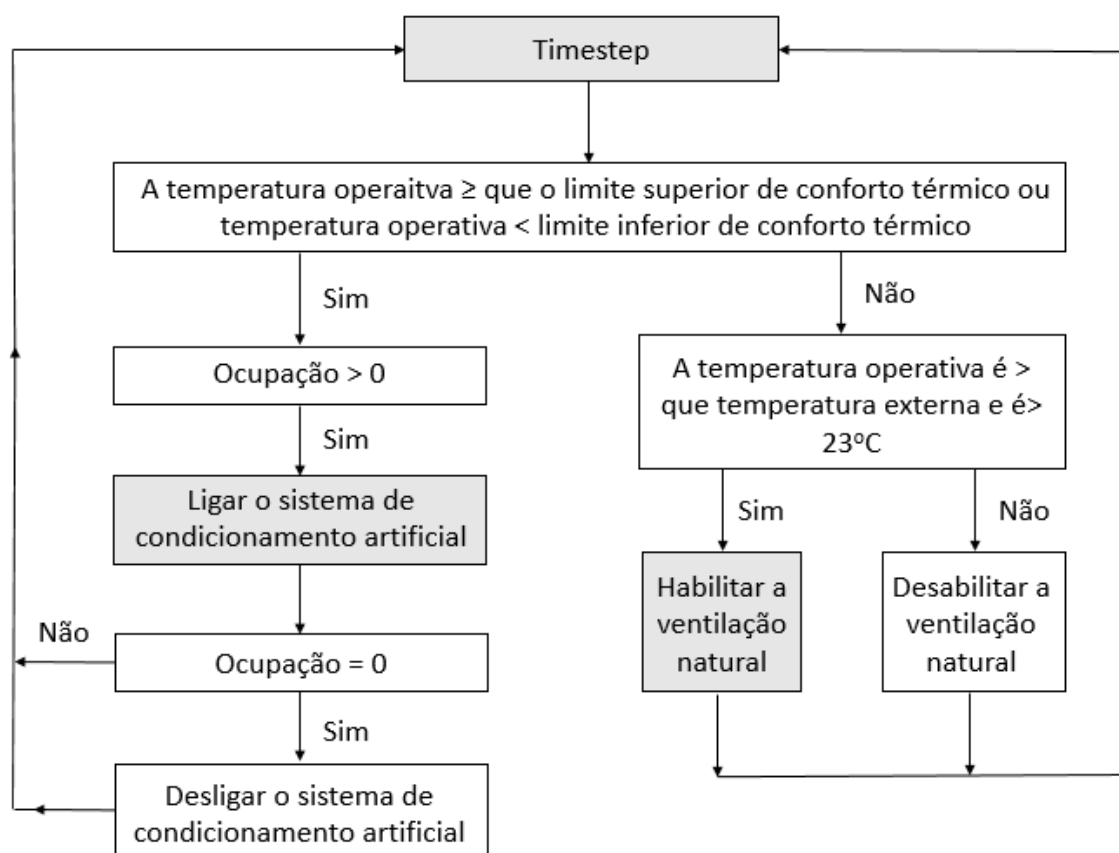 Timestep
A temperatura operaitva ≥ que o limite superior de conforto térmico ou
temperatura operativa < limite inferior de conforto térmico
Sim
Não
Ocupação > 0
A temperatura operativa é >
que temperatura externa e é>
23ºC
Sim
Ligar o sistema de
condicionamento artificial
Sim
Não
Habilitar a
ventilação
natural
Desabilitar a
ventilação
natural
Não
Ocupação = 0
Sim
Desligar o sistema de
condicionamento artificial